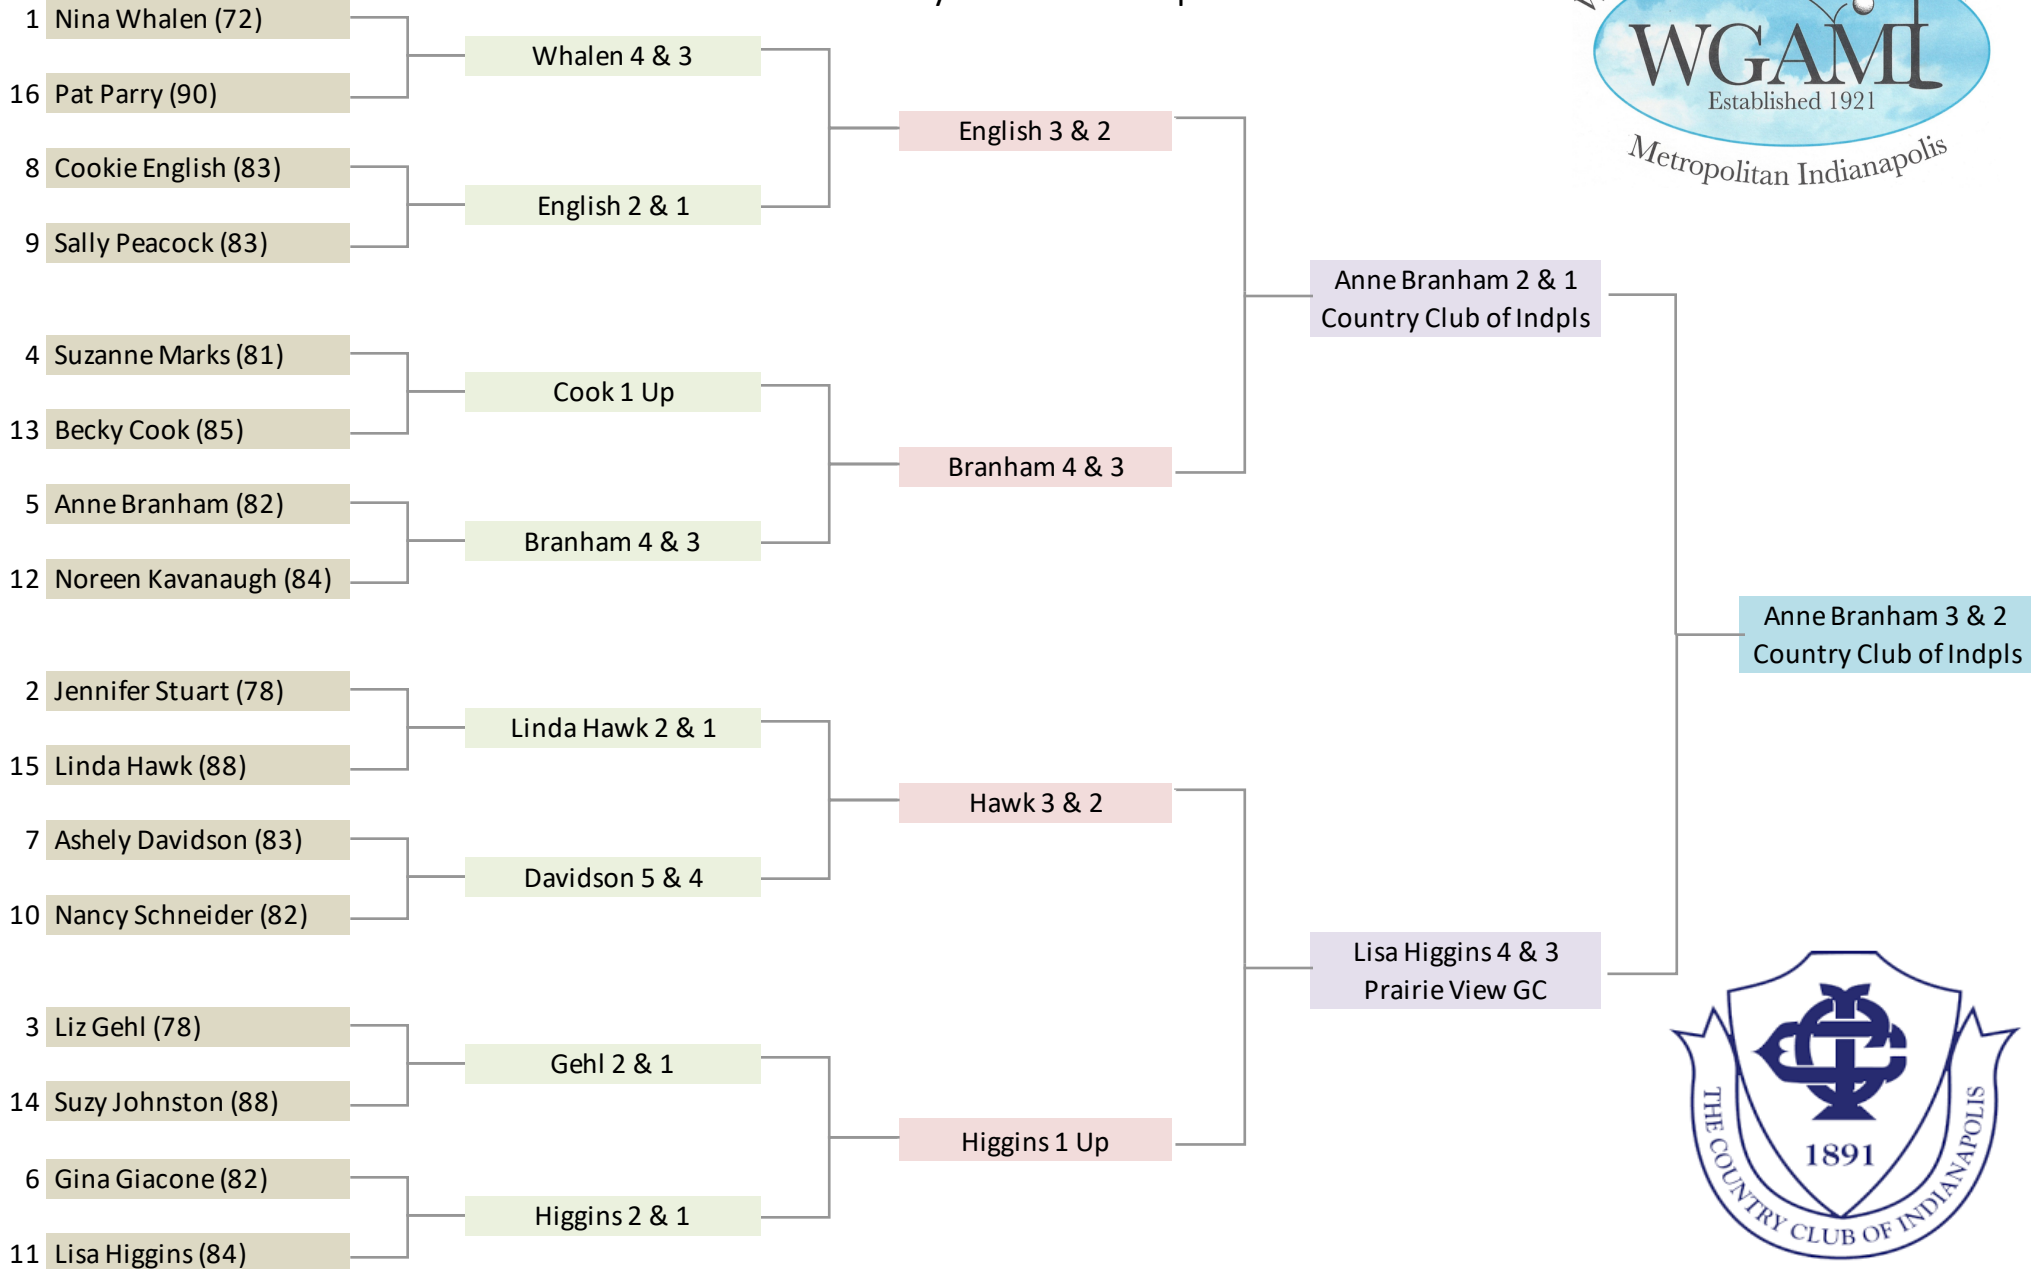 1 Nina Whalen (72)
16 Pat Parry (90)
8 Cookie English (83)
9 Sally Peacock (83)
4 Suzanne Marks (81)
13 Becky Cook (85)
5 Anne Branham (82)
12 Noreen Kavanaugh (84)
2 Jennifer Stuart (78)
15 Linda Hawk (88)
7 Ashely Davidson (83)
10 Nancy Schneider (82)
3 Liz Gehl (78)
14 Suzy Johnston (88)
6 Gina Giacone (82)
11 Lisa Higgins (84)
Whalen 4 & 3
English 2 & 1
Cook 1 Up
Branham 4 & 3
Linda Hawk 2 & 1
Davidson 5 & 4
Gehl 2 & 1
Higgins 2 & 1
English 3 & 2
Branham 4 & 3
Hawk 3 & 2
Higgins 1 Up
Anne Branham 2 & 1
Country Club of Indpls
Lisa Higgins 4 & 3
Prairie View GC
Anne Branham 3 & 2
Country Club of Indpls
WGAMI
Established 1921
Metropolitan Indianapolis
1891
THE COUNTRY CLUB OF INDIANAPOLIS